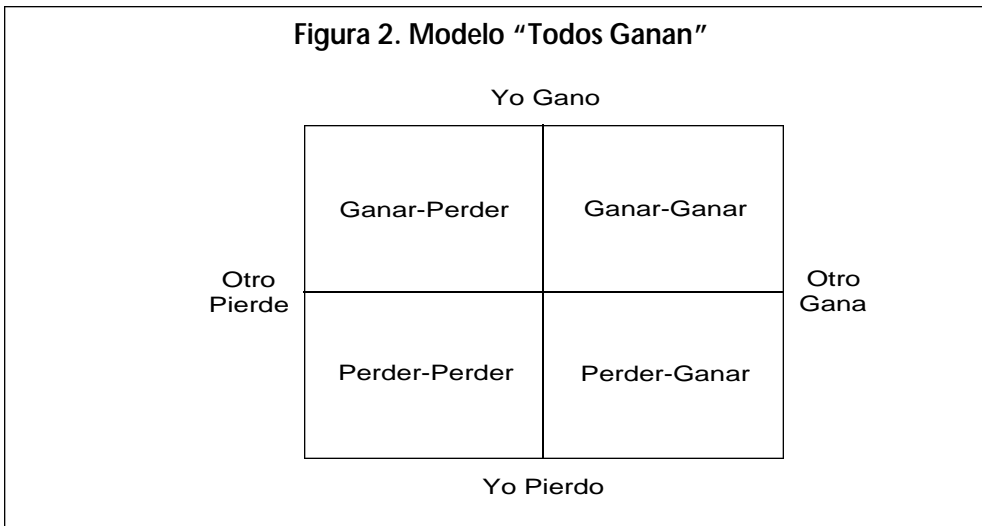 Figura 2. Modelo “Todos Ganan”
Yo Gano
Ganar-Perder
Ganar-Ganar
Otro
Pierde
Otro
Gana
Perder-Perder
Perder-Ganar
Yo Pierdo